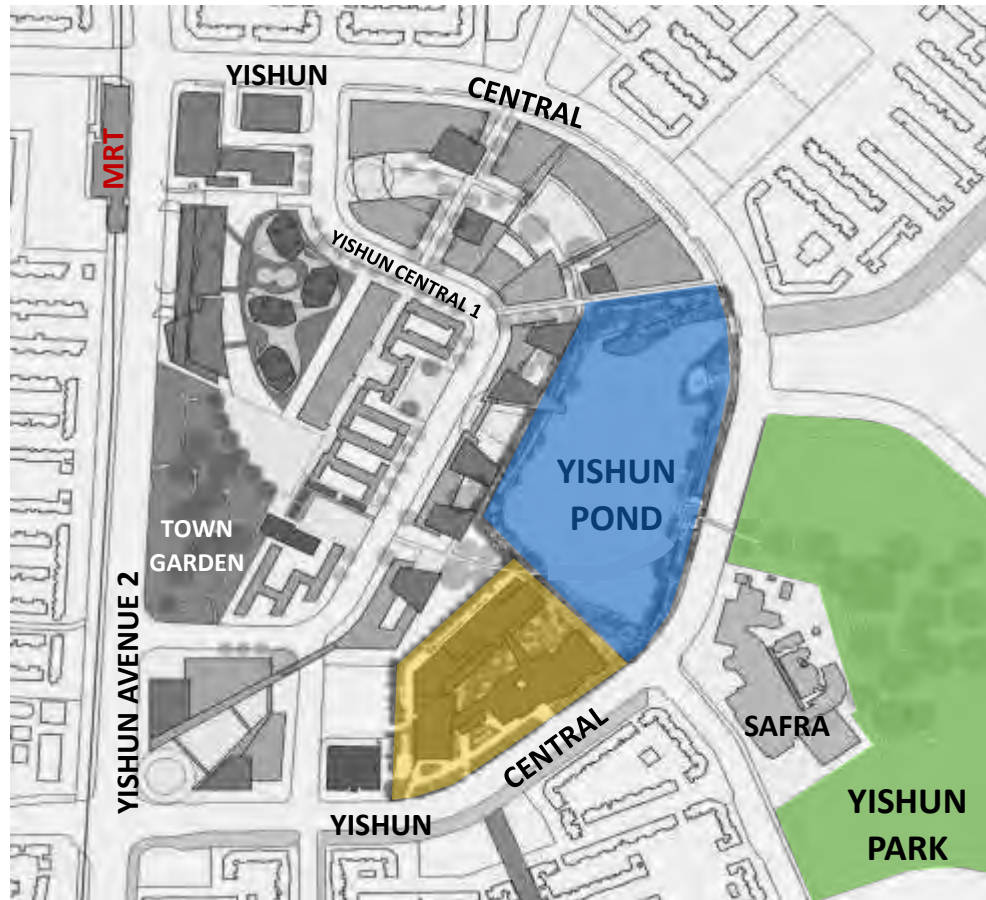 YISHUN
CENTRAL
MRT
YISHUN CENTRAL 1
YISHUN
POND
TOWN
GARDEN
YISHUN AVENUE 2
SAFRA
CENTRAL
YISHUN
YISHUN
PARK